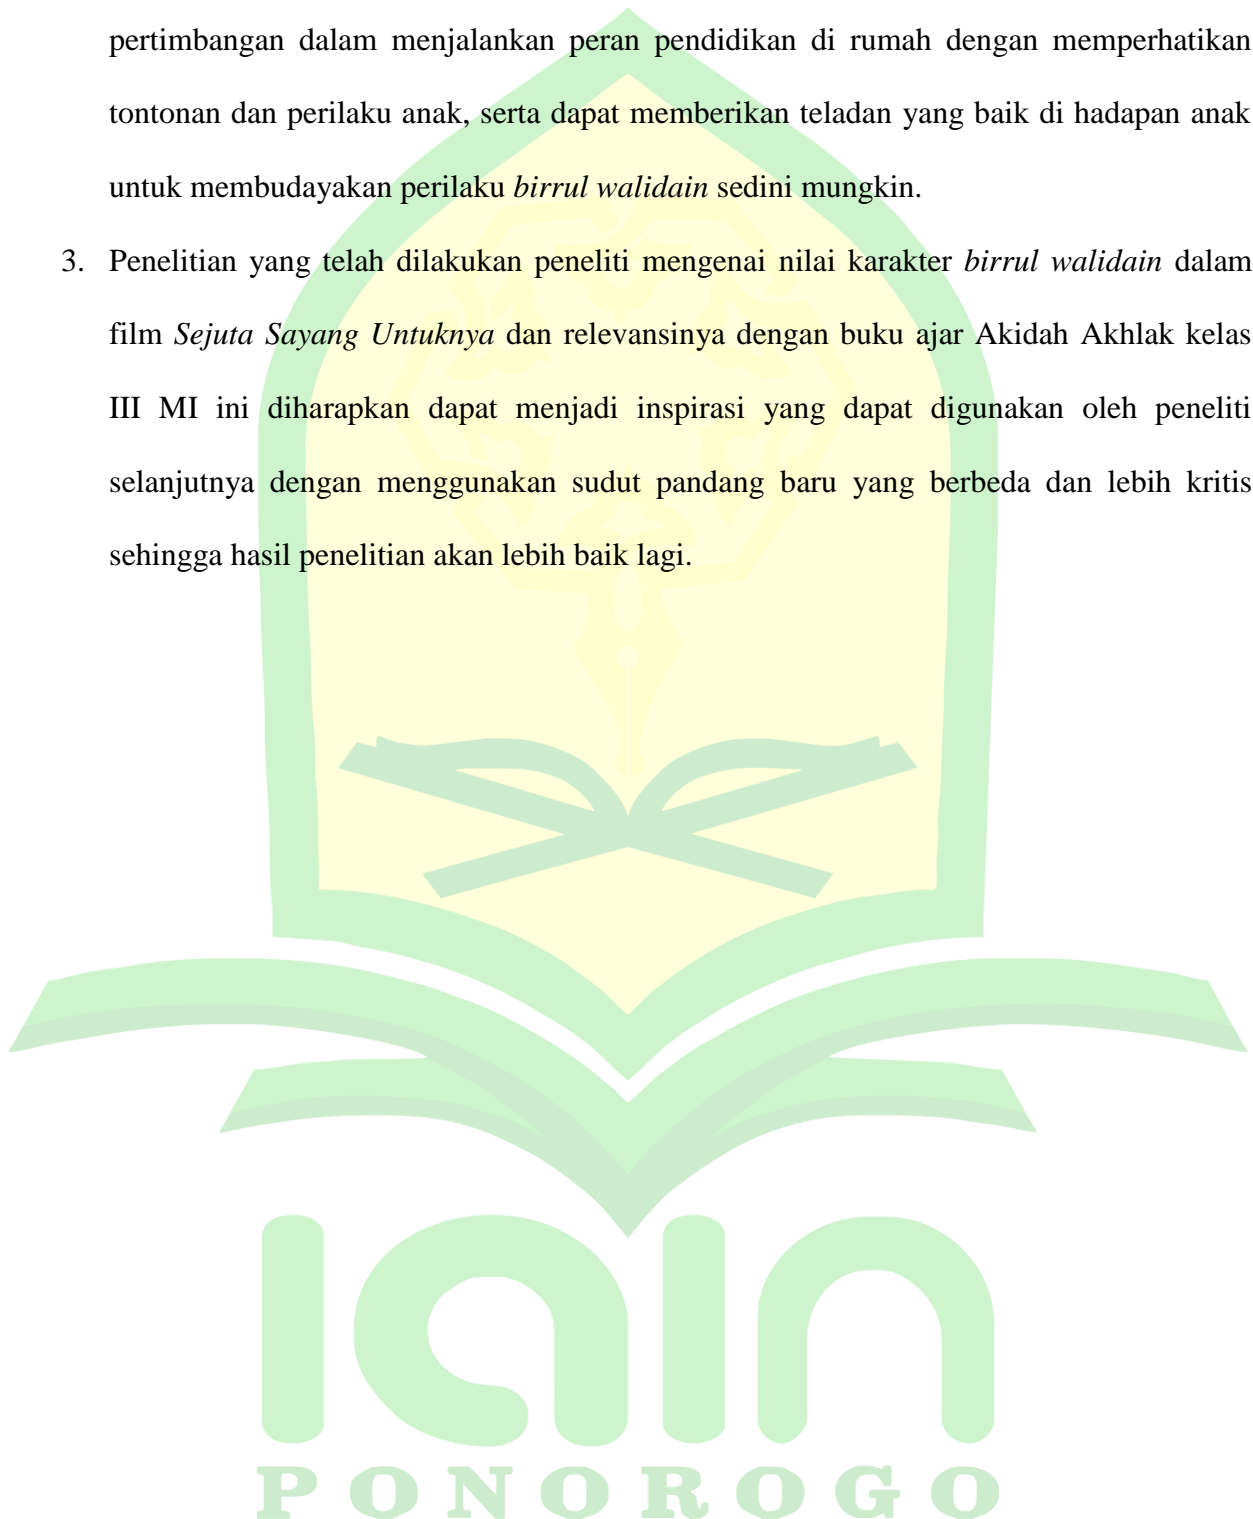 pertimbangan dalam menjalankan peran pendidikan di rumah dengan memperhatikan
tontonan dan perilaku anak, serta dapat memberikan teladan yang baik di hadapan anak
untuk membudayakan perilaku birrul walidain sedini mungkin.
3. Penelitian yang telah dilakukan peneliti mengenai nilai karakter birrul walidain dalam
film Sejuta Sayang Untuknya dan relevansinya dengan buku ajar Akidah Akhlak kelas
III MI ini diharapkan dapat menjadi inspirasi yang dapat digunakan oleh peneliti
selanjutnya dengan menggunakan sudut pandang baru yang berbeda dan lebih kritis
sehingga hasil penelitian akan lebih baik lagi.
IAIN
PONOROGO